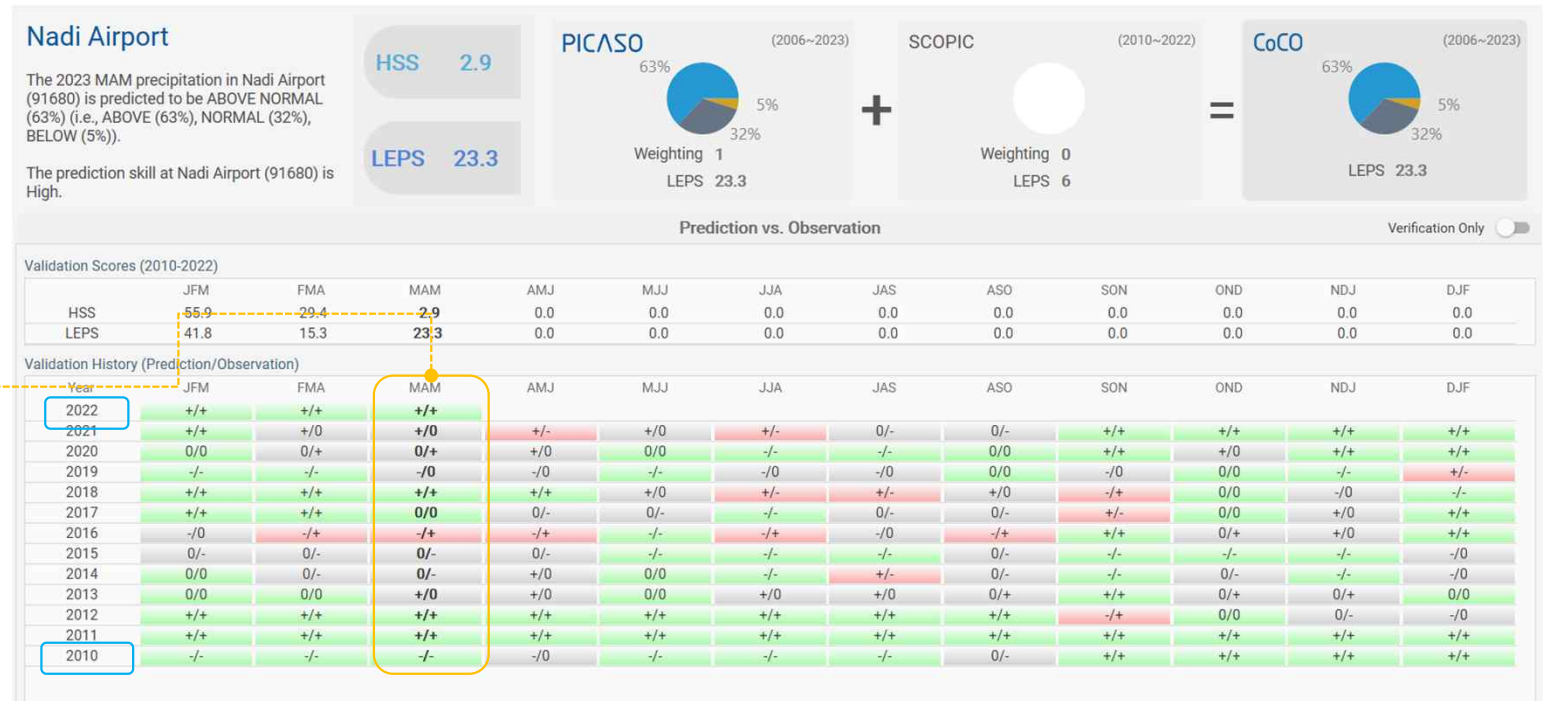 Nadi Airport
The 2023 MAM precipitation in Nadi Airport
(91680) is predicted to be ABOVE NORMAL
(63%) (i.e., ABOVE (63%), NORMAL (32%),
BELOW (5%)).
The prediction skill at Nadi Airport (91680) is
High.
HSS 2.9
LEPS 23.3
PICASO (2006~2023)
63%
5%
32%
Weighting 1
LEPS 23.3
+
SCOPIC (2010~2022)
Weighting 0
LEPS 6
=
CoCO (2006~2023)
63%
5%
32%
LEPS 23.3
Prediction vs. Observation
Verification Only
Validation Scores (2010-2022)
JFM FMA MAM AMJ MJJ JJA JAS ASO SON OND NDJ DJF
HSS 55.9 29.4 2.9 0.0 0.0 0.0 0.0 0.0 0.0 0.0 0.0 0.0
LEPS 41.8 15.3 23.3 0.0 0.0 0.0 0.0 0.0 0.0 0.0 0.0 0.0
Validation History (Prediction/Observation)
Year JFM FMA MAM AMJ MJJ JJA JAS ASO SON OND NDJ DJF
2022 +/+ +/+ +/+
2021 +/+ +/0 +/0 +/- +/0 +/- 0/- 0/- +/+ +/+ +/+ +/+
2020 0/0 0/+ 0/+ +/0 0/0 -/- -/- 0/0 +/+ +/0 +/+ +/+
2019 -/- -/- -/0 -/0 -/- -/0 -/0 0/0 -/0 0/0 -/- +/-
2018 +/+ +/+ +/+ +/+ +/0 +/- +/- +/0 -/+ 0/0 -/0 -/-
2017 +/+ +/+ 0/0 0/- 0/- -/- 0/- 0/- +/- 0/0 +/0 +/+
2016 -/0 -/+ -/+ -/+ -/- -/+ -/0 -/+ +/+ 0/+ +/0 +/+
2015 0/- 0/- 0/- 0/- -/- -/- -/- 0/- -/- -/- -/- -/0
2014 0/0 0/- 0/- +/0 0/0 -/- +/- 0/- -/- 0/- -/- -/0
2013 0/0 0/0 +/0 +/0 0/0 +/0 +/0 0/+ +/+ 0/+ 0/+ 0/0
2012 +/+ +/+ +/+ +/+ +/+ +/+ +/+ +/+ -/+ 0/0 0/- -/0
2011 +/+ +/+ +/+ +/+ +/+ +/+ +/+ +/+ +/+ +/+ +/+ +/+
2010 -/- -/- -/- -/0 -/- -/- -/- 0/- +/+ +/+ +/+ +/+